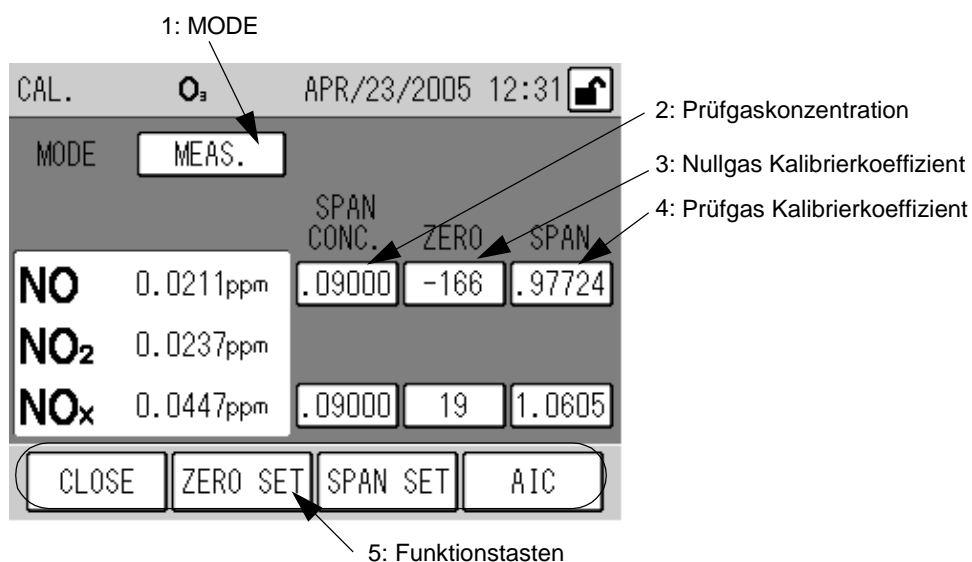 1: MODE
CAL. O₃ APR/23/2005 12:31
2: Prüfgaskonzentration
MODE MEAS.
3: Nullgas Kalibrierkoeffizient
4: Prüfgas Kalibrierkoeffizient
SPAN
CONC. ZERO SPAN
NO 0.0211ppm .09000 -166 .97724
NO₂ 0.0237ppm
NOx 0.0447ppm .09000 19 1.0605
CLOSE ZERO SET SPAN SET AIC
5: Funktionstasten